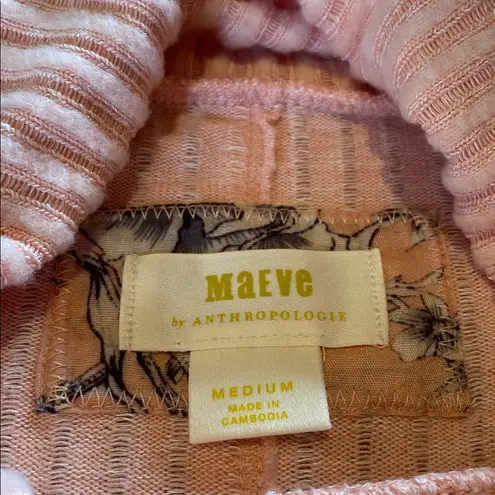 MaEVe
by ANTHROPOLOGIE
MEDIUM
MADE IN
CAMBODIA